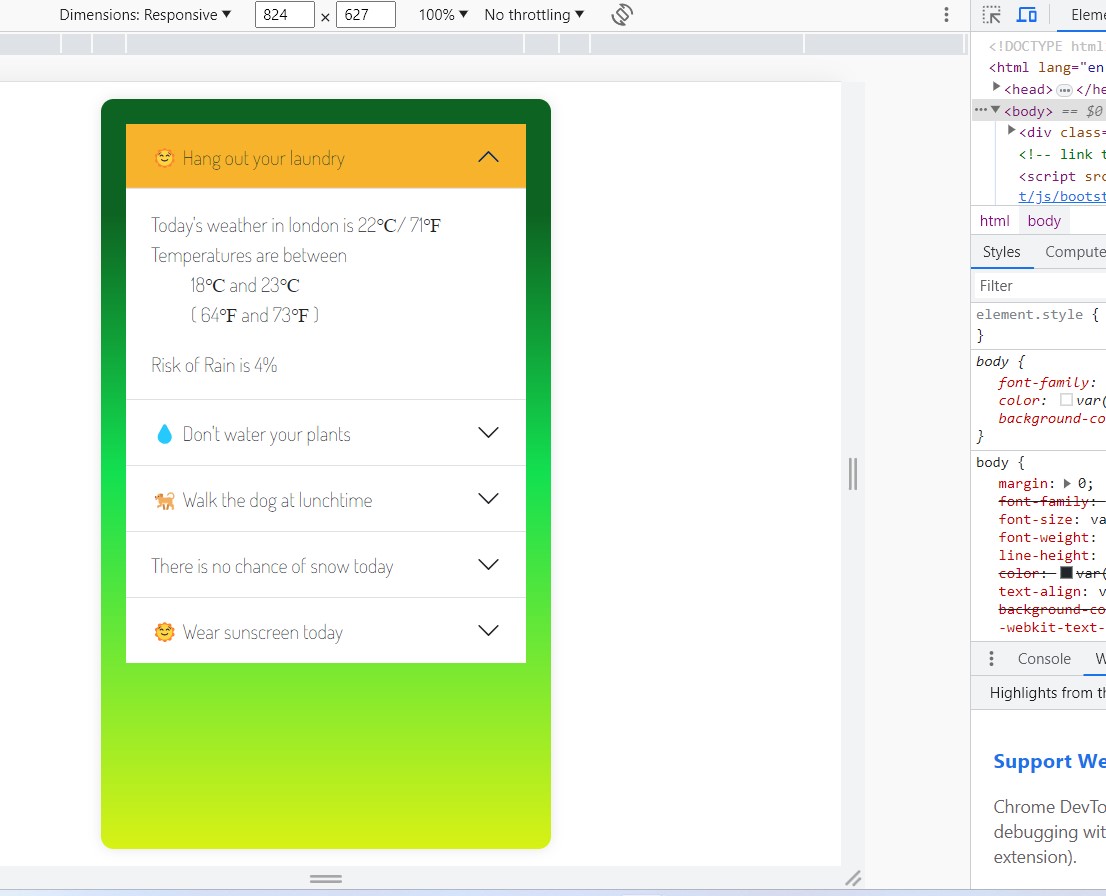 Dimensions: Responsive ▼ 824 × 627 100% ▼ No throttling ▼
Hang out your laundry
Today's weather in london is 22°C/ 71°F
Temperatures are between
18°C and 23°C
( 64°F and 73°F )
Risk of Rain is 4%
Don't water your plants
Walk the dog at lunchtime
There is no chance of snow today
Wear sunscreen today
Eleme
<!DOCTYPE html
<html lang="en
<head> ••• </he
••• <body> == $0
<div class=
<!-- link t
<script src
t/js/bootst
html body
Styles Compute
Filter
element.style {
}
body {
font-family:
color: var(
background-co
}
body {
margin: 0;
font-family:
font-size: va
font-weight:
line-height:
color: var(
text-align: v
background-co
-webkit-text-
Console W
Highlights from th
Support We
Chrome DevTo
debugging wit
extension).